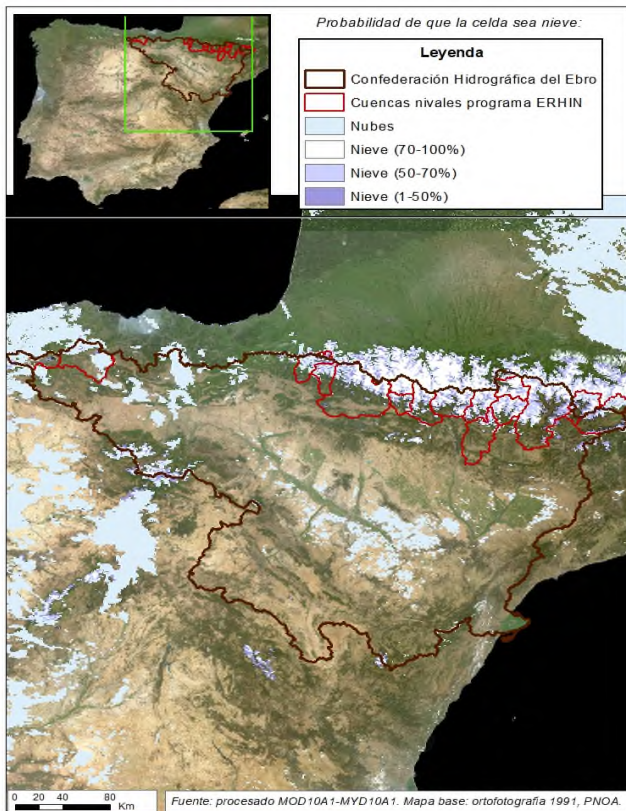 Probabilidad de que la celda sea nieve:
Leyenda
Confederación Hidrográfica del Ebro
Cuencas nivales programa ERHIN
Nubes
Nieve (70-100%)
Nieve (50-70%)
Nieve (1-50%)
0 20 40 80
Km
Fuente: procesado MOD10A1-MYD10A1. Mapa base: orofotografía 1991, PNOA.